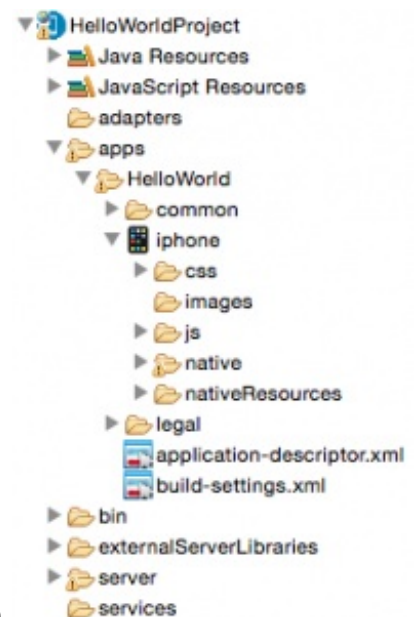 HelloWorldProject
Java Resources
JavaScript Resources
adapters
apps
HelloWorld
common
iphone
css
images
js
native
nativeResources
legal
application-descriptor.xml
build-settings.xml
bin
externalServerLibraries
server
services